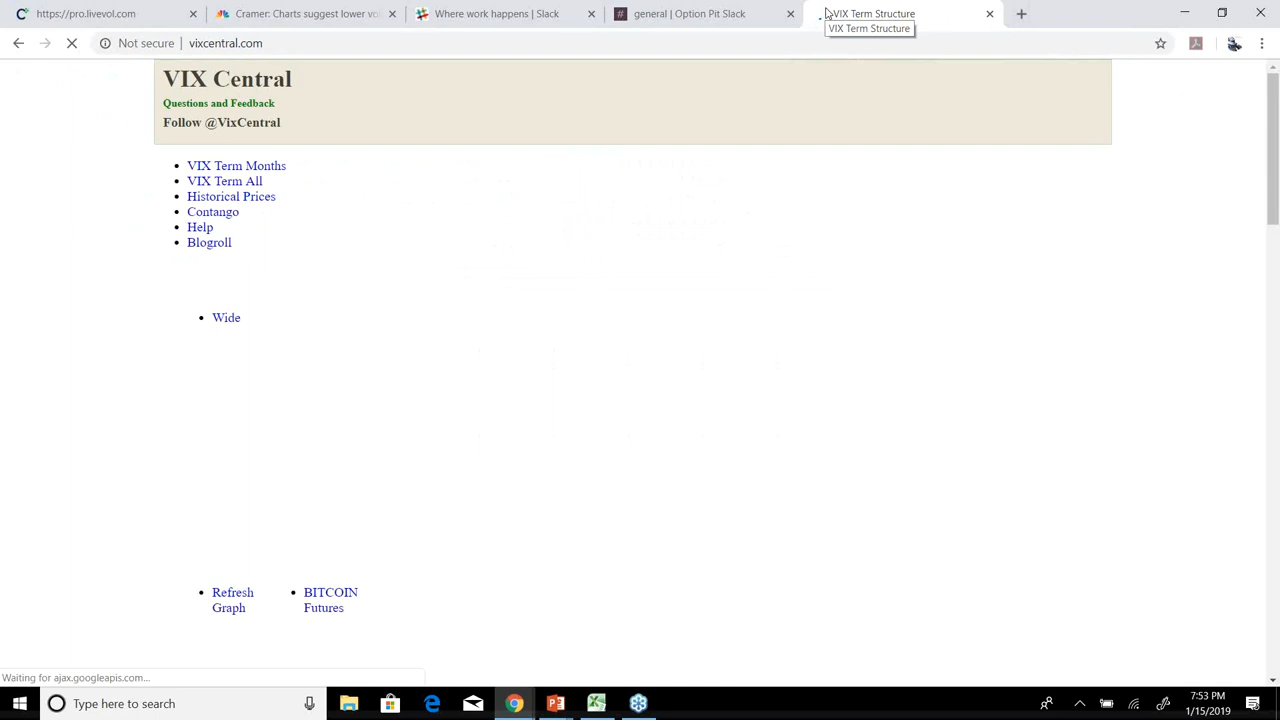 https://pro.livevol.com
Cramer: Charts suggest lower vol
Where work happens | Slack
general | Option Pit Slack
VIX Term Structure
VIX Term Structure
Not secure
vixcentral.com
VIX Central
Questions and Feedback
Follow @VixCentral
VIX Term Months
VIX Term All
Historical Prices
Contango
Help
Blogroll
Wide
Refresh Graph
BITCOIN Futures
Waiting for ajax.googleapis.com...
Type here to search
7:53 PM
1/15/2019